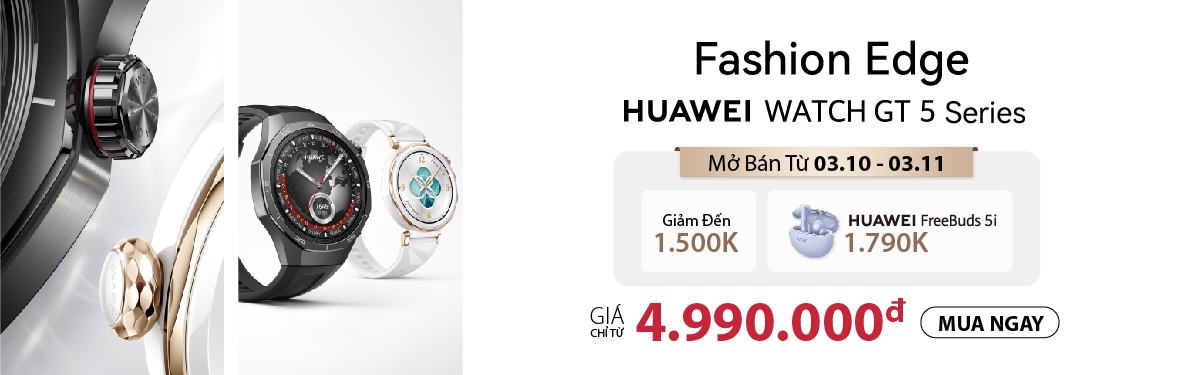 Fashion Edge
HUAWEI WATCH GT 5 Series
Mở Bán Từ 03.10 - 03.11
Giảm Đến
1.500K
HUAWEI FreeBuds 5i
1.790K
GIÁ
CHỈ TỪ
4.990.000đ
MUA NGAY